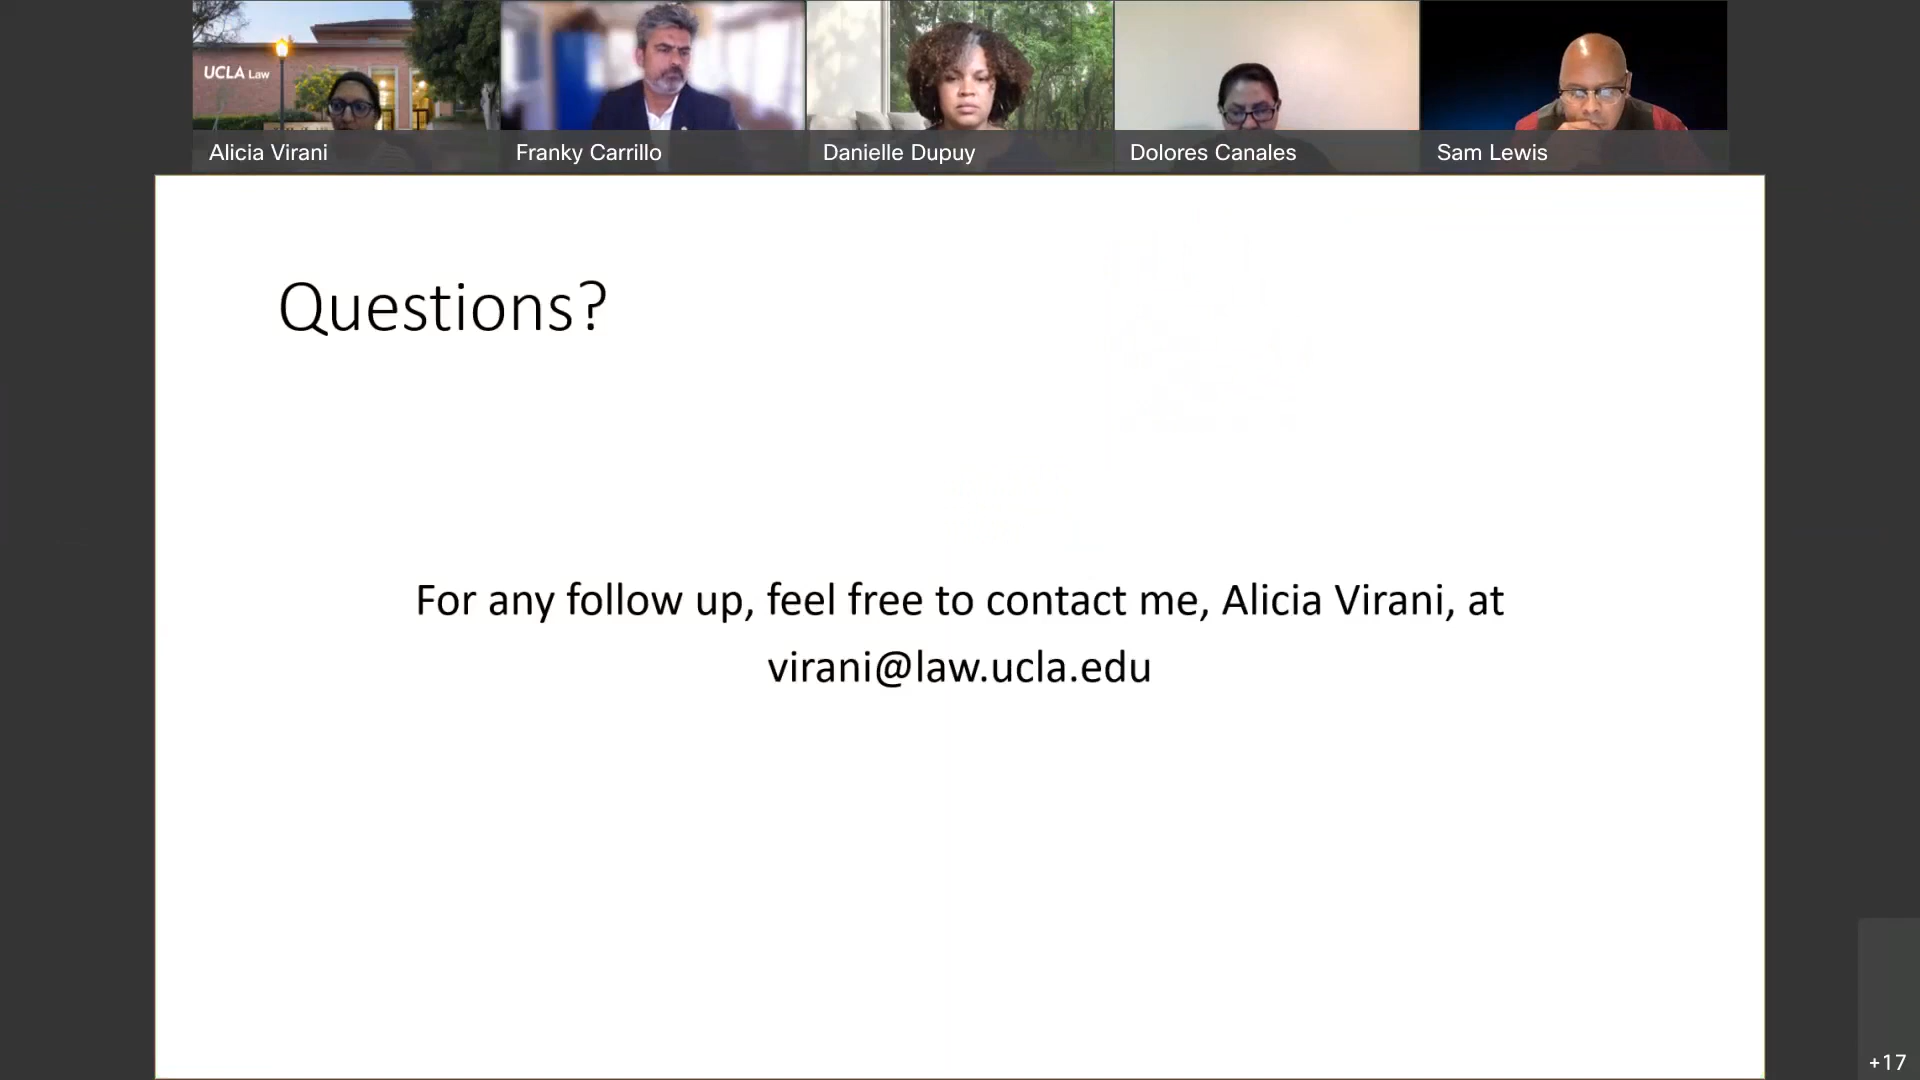 UCLA Law
Alicia Virani
Franky Carrillo
Danielle Dupuy
Dolores Canales
Sam Lewis
Questions?
For any follow up, feel free to contact me, Alicia Virani, at
virani@law.ucla.edu
+17